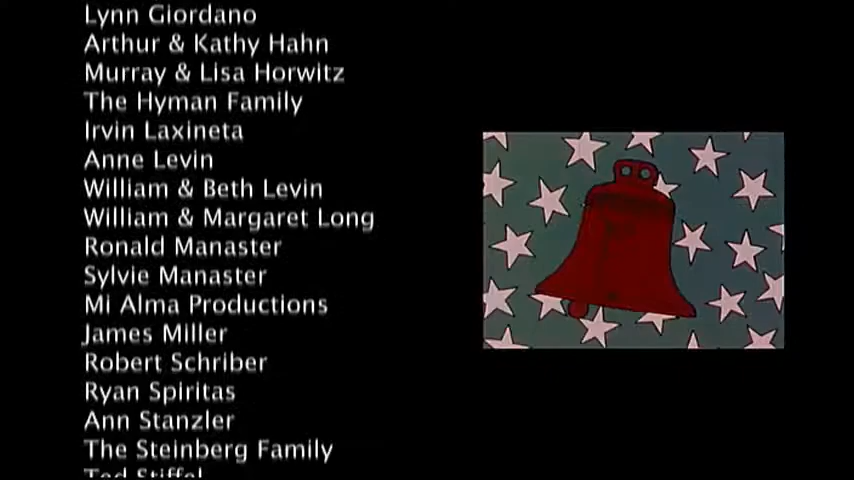 Lynn Giordano
Arthur & Kathy Hahn
Murray & Lisa Horwitz
The Hyman Family
Irvin Laxineta
Anne Levin
William & Beth Levin
William & Margaret Long
Ronald Manaster
Sylvie Manaster
Mi Alma Productions
James Miller
Robert Schriber
Ryan Spiritas
Ann Stanzler
The Steinberg Family
Ted Stiffel